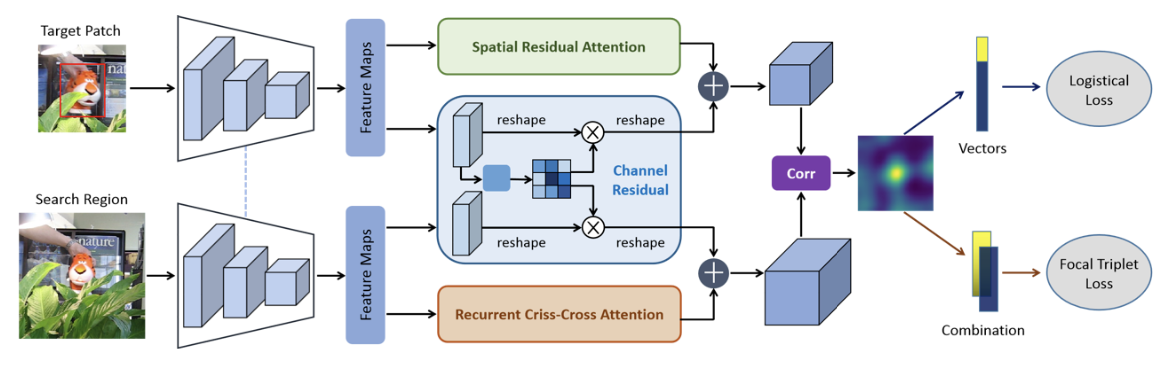 Target Patch
Feature Maps
Spatial Residual Attention
reshape
reshape
Channel
Residual
Search Region
nature
Feature Maps
reshape
reshape
Recurrent Criss-Cross Attention
Corr
Vectors
Logistical
Loss
Combination
Focal Triplet
Loss